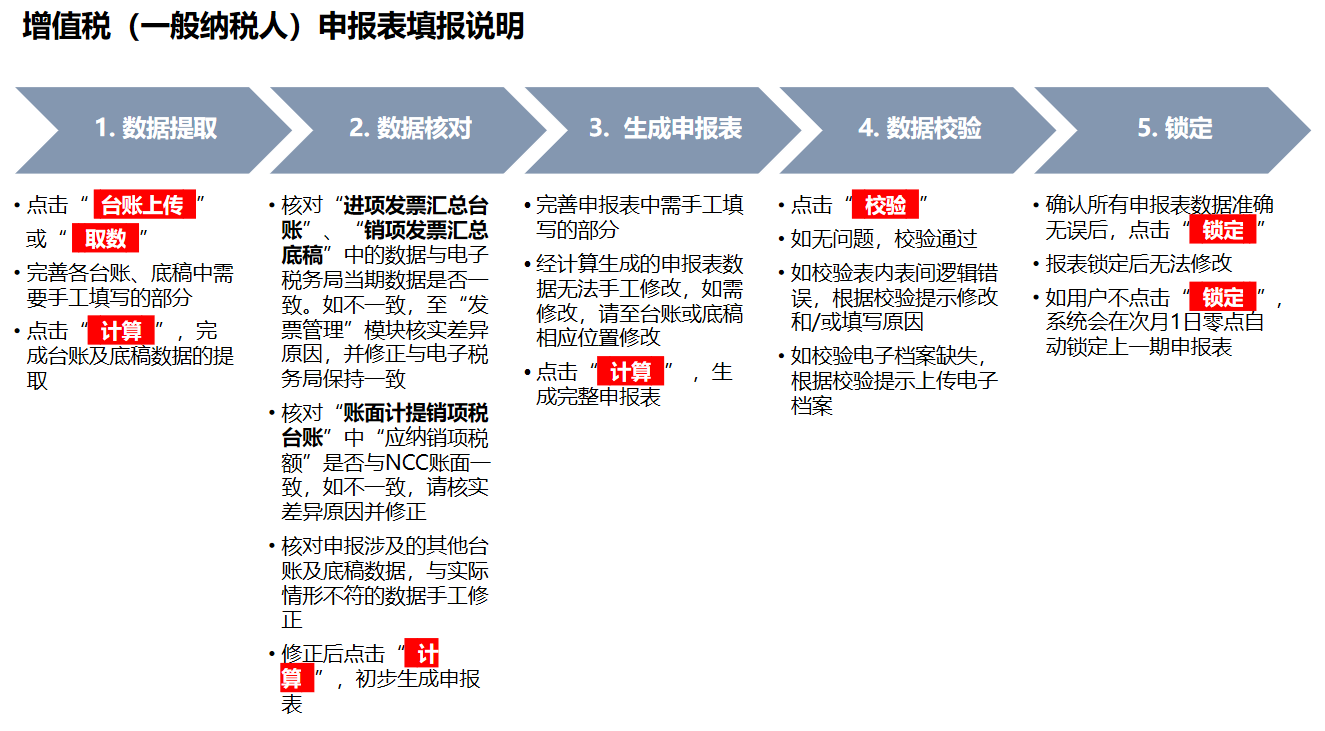 增值税（一般纳税人）申报表填报说明
1. 数据提取
• 点击“ 台账上传 ”
或“ 取数 ”
• 完善各台账、底稿中需
要手工填写的部分
• 点击“ 计算 ”，完
成台账及底稿数据的提
取
2. 数据核对
• 核对“进项发票汇总台
账”、“销项发票汇总
底稿”中的数据与电子
税务局当期数据是否一
致。如不一致，至“发
票管理”模块核实差异
原因，并修正与电子税
务局保持一致
• 核对“账面计提销项税
台账”中“应纳销项税
额”是否与NCC账面一
致，如不一致，请核实
差异原因并修正
• 核对申报涉及的其他台
账及底稿数据，与实际
情形不符的数据手工修
正
• 修正后点击“ 计
算 ”，初步生成申报
表
3. 生成申报表
• 完善申报表中需手工填
写的部分
• 经计算生成的申报表数
据无法手工修改，如需
修改，请至台账或底稿
相应位置修改
• 点击“ 计算 ”，生
成完整申报表
4. 数据校验
• 点击“ 校验 ”
• 如无问题，校验通过
• 如校验表内表间逻辑错
误，根据校验提示修改
和/或填写原因
• 如校验电子档案缺失，
根据校验提示上传电子
档案
5. 锁定
• 确认所有申报表数据准确
无误后，点击“ 锁定 ”
• 报表锁定后无法修改
• 如用户不点击“ 锁定 ”，
系统会在次月1日零点自
动锁定上一期申报表